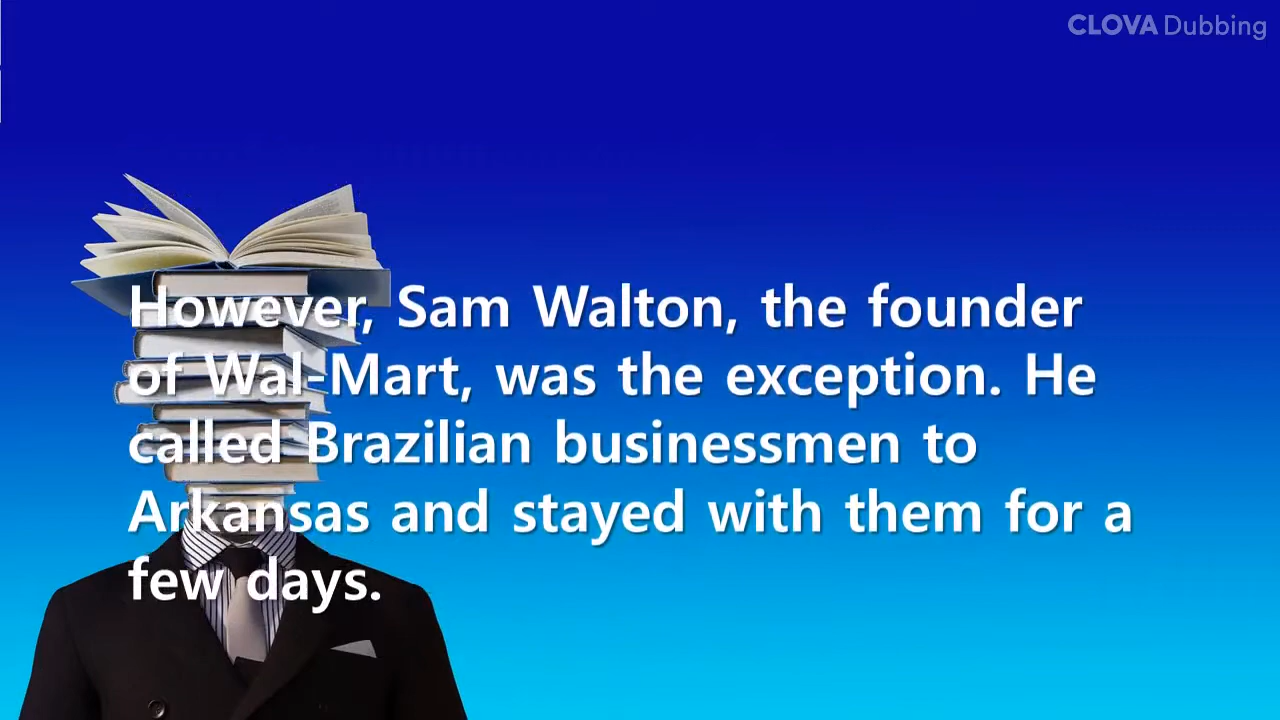 CLOVA Dubbing
However, Sam Walton, the founder
of Wal-Mart, was the exception. He
called Brazilian businessmen to
Arkansas and stayed with them for a
few days.